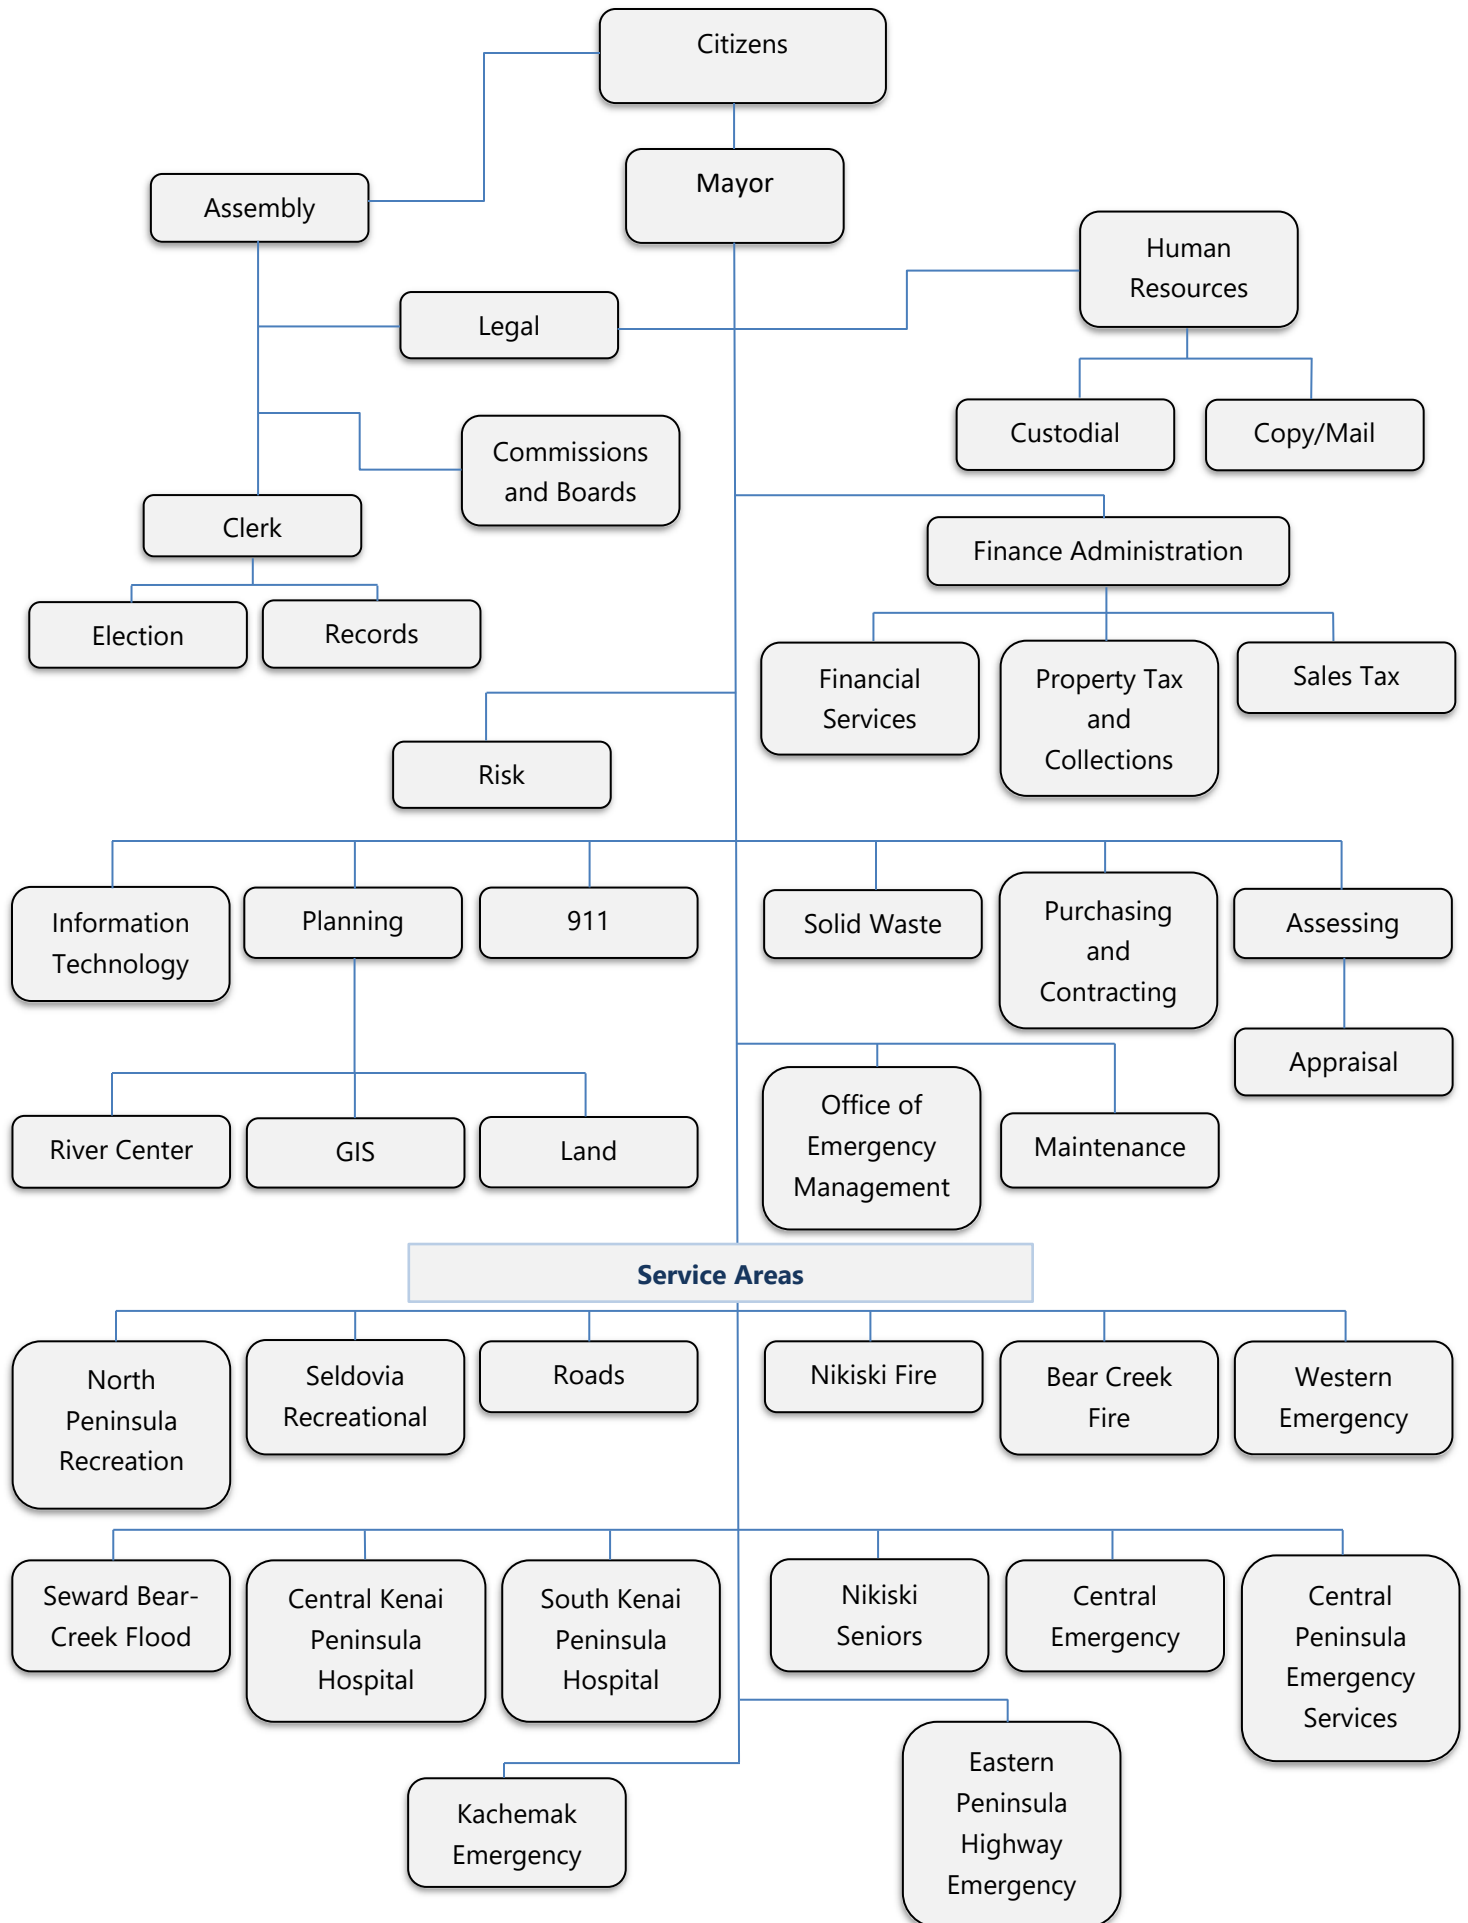 Citizens
Mayor
Assembly
Human
Resources
Legal
Custodial
Copy/Mail
Commissions
and Boards
Clerk
Finance Administration
Election
Records
Financial
Services
Property Tax
and
Collections
Sales Tax
Risk
Information
Technology
Planning
911
Solid Waste
Purchasing
and
Contracting
Assessing
Appraisal
River Center
GIS
Land
Office of
Emergency
Management
Maintenance
Service Areas
North
Peninsula
Recreation
Seldovia
Recreational
Roads
Nikiski Fire
Bear Creek
Fire
Western
Emergency
Seward Bear-
Creek Flood
Central Kenai
Peninsula
Hospital
South Kenai
Peninsula
Hospital
Nikiski
Seniors
Central
Emergency
Central
Peninsula
Emergency
Services
Kachemak
Emergency
Eastern
Peninsula
Highway
Emergency